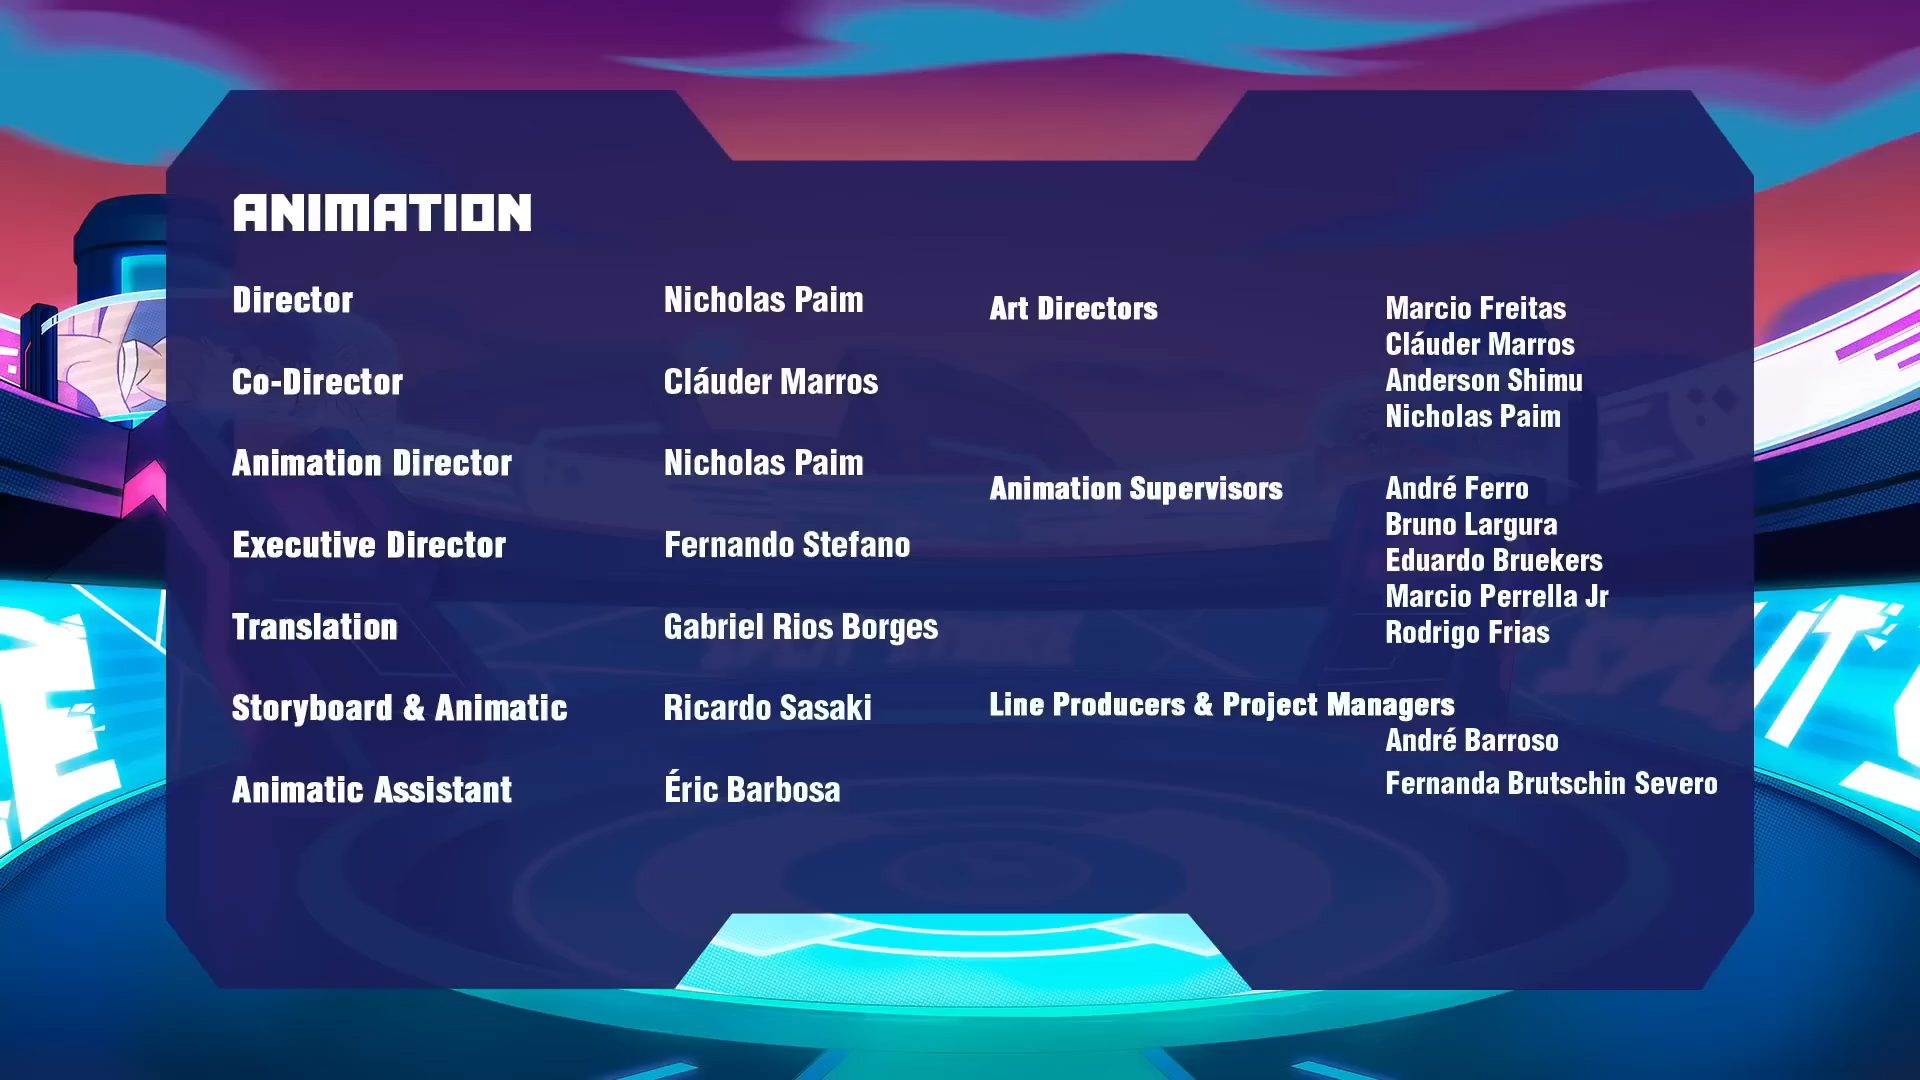 ANIMATION
Director Nicholas Paim
Co-Director Cláuder Marros
Animation Director Nicholas Paim
Executive Director Fernando Stefano
Translation Gabriel Rios Borges
Storyboard & Animatic Ricardo Sasaki
Animatic Assistant Éric Barbosa
Art Directors Marcio Freitas
Cláuder Marros
Anderson Shimu
Nicholas Paim
Animation Supervisors André Ferro
Bruno Largura
Eduardo Bruekers
Marcio Perrella Jr
Rodrigo Frias
Line Producers & Project Managers
André Barroso
Fernanda Brutschin Severo